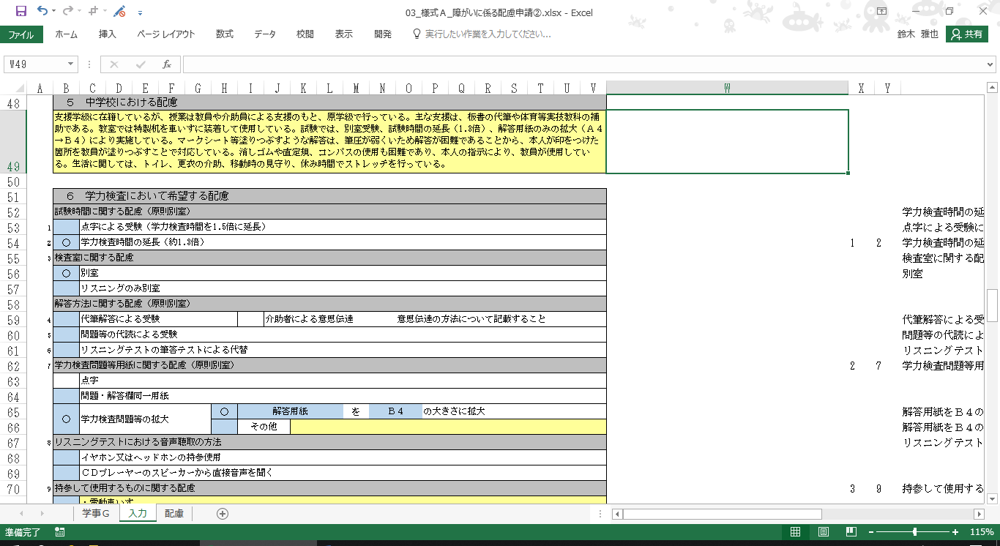 03_様式Ａ_障がいに係る配慮申請②.xlsx - Excel
ファイル ホーム 挿入 ページ レイアウト 数式 データ 校閲 表示 開発 実行したい作業を入力してください... 鈴木 雅也 共有
W49 fx
A B C D E F G H I J K L M N O P Q R S T U V W X Y
48 ５　中学校における配慮
支援学級に在籍しているが、授業は教員や介助員による支援のもと、原学級で行っている。主な支援は、板書の代筆や体育等実技教科の補
助である。教室では特製机を車いすに装着して使用している。試験では、別室受験、試験時間の延長（1.3倍）、解答用紙のみの拡大（Ａ４
→Ｂ４）により実施している。マークシート等塗りつぶすような解答は、筆圧が弱くいため解答が困難であることから、本人が印をつけた
箇所を教員が塗りつぶすことで対応している。消しゴムや直定規、コンパスの使用も困難であり、本人の指示により、教員が使用してい
49 る。生活に関しては、トイレ、更衣の介助、移動時の見守り、休み時間でストレッチを行っている。
50
51 ６　学力検査において希望する配慮
52 試験時間に関する配慮（原則別室） 学力検査時間の延
53 1 点字による受験（学力検査時間を1.5倍に延長） 点字による受験に
54 2 ○ 学力検査時間の延長（約1.3倍） 1 2 学力検査時間の延
55 3 検査室に関する配慮 検査室に関する配
56 ○ 別室 別室
57 リスニングのみ別室
58 解答方法に関する配慮（原則別室）
59 4 代筆解答による受験 介助者による意思伝達 意思伝達の方法について記載すること 代筆解答による受
60 5 問題等の代読による受験 問題等の代読によ
61 6 リスニングテストの筆答テストによる代替 リスニングテスト
62 7 学力検査問題等用紙に関する配慮（原則別室） 2 7 学力検査問題等用
63 点字
64 問題・解答欄同一用紙
65 ○ 学力検査問題等の拡大 ○ 解答用紙 を Ｂ４ の大きさに拡大 解答用紙をＢ４の
66 その他 解答用紙をＢ４の
67 8 リスニングテストにおける音声聴取の方法 リスニングテスト
68 イヤホン又はヘッドホンの持参使用
69 ＣＤプレーヤーのスピーカーから直接音声を聞く
70 9 持参して使用するものに関する配慮 3 9 持参して使用する
・電動車いす
学事Ｇ 入力 配慮
準備完了 115%